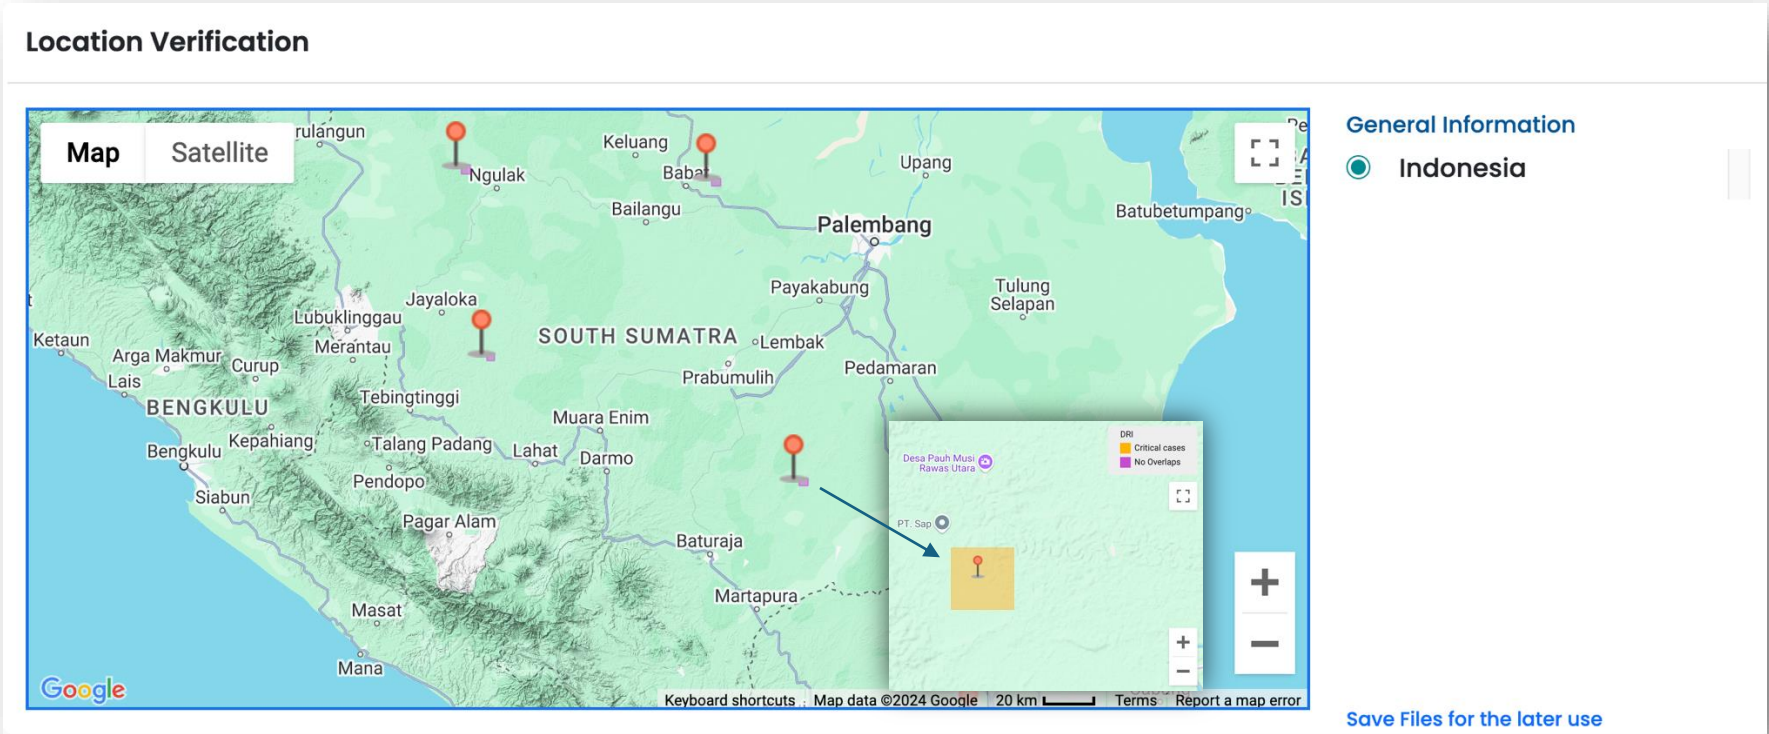 Location Verification
Map
Satellite
rulangun
Ngulak
Keluang
Babat
Bailangu
Upang
Palembang
Batubetumpang
ISI
Payakabung
Tulung
Selapan
Jayaloka
Lubuklinggau
Merantau
SOUTH SUMATRA
Lembak
Prabumulih
Pedamaran
Ketaun
Arga Makmur
Curup
Lais
BENGKULU
Tebingtinggi
Muara Enim
Kepahiang
Bengkulu
Talang Padang
Lahat
Darmo
Pendopo
Siabun
Pagar Alam
Baturaja
Martapura
Masat
Mana
DRI
Critical cases
No Overlaps
Desa Pauh Musi
Rawas Utara
PT. Sap
Google
Keyboard shortcuts
Map data ©2024 Google
20 km
Terms
Report a map error
General Information
Indonesia
Save Files for the later use